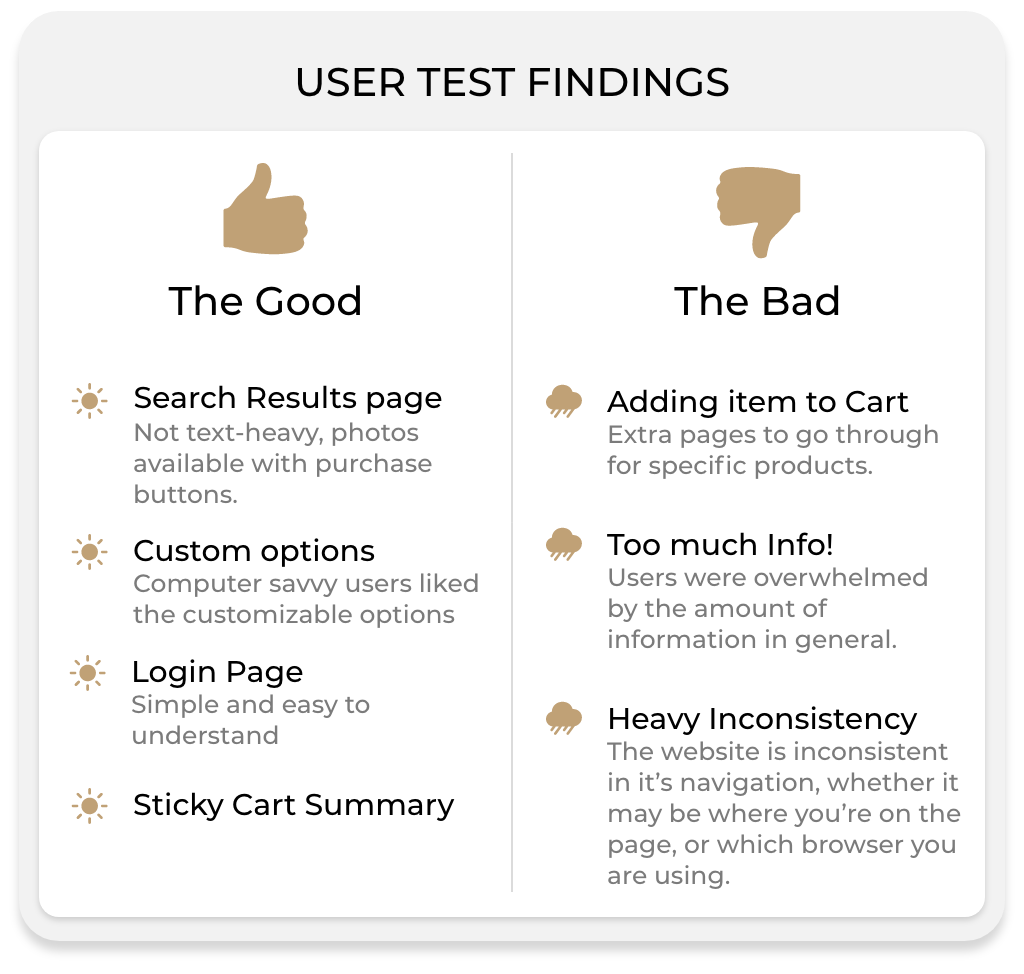 USER TEST FINDINGS
The Good
Search Results page
Not text-heavy, photos
available with purchase
buttons.
Custom options
Computer savvy users liked
the customizable options
Login Page
Simple and easy to
understand
Sticky Cart Summary
The Bad
Adding item to Cart
Extra pages to go through
for specific products.
Too much Info!
Users were overwhelmed
by the amount of
information in general.
Heavy Inconsistency
The website is inconsistent
in it’s navigation, whether it
may be where you’re on the
page, or which browser you
are using.